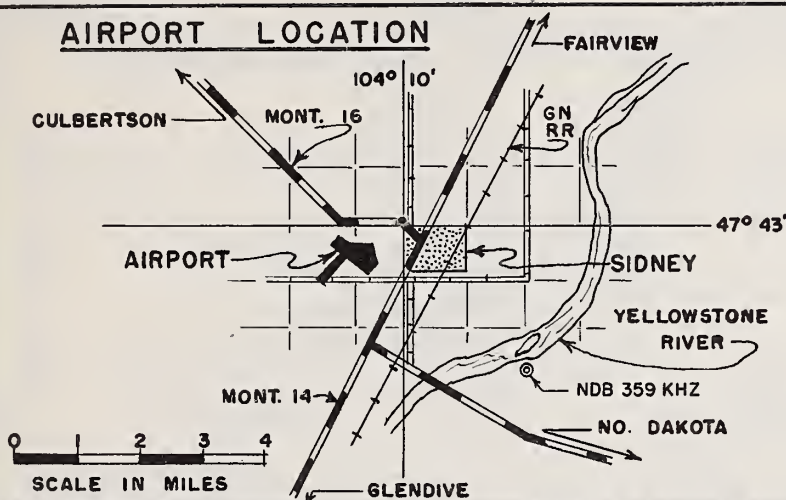 AIRPORT LOCATION
FAIRVIEW
104° 10'
CULBERTSON
MONT. 16
GN
RR
47° 43'
AIRPORT
SIDNEY
YELLOWSTONE
RIVER
NDB 359 KHZ
MONT. 14
NO. DAKOTA
0 1 2 3 4
SCALE IN MILES
GLENDIVE